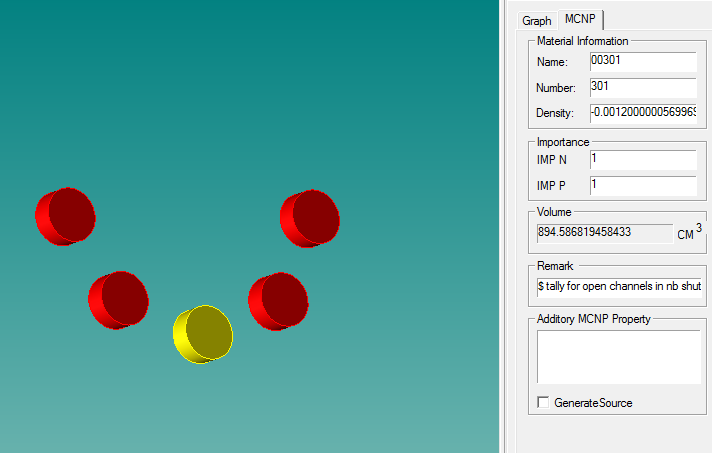 Graph MCNP
Material Information
Name: 00301
Number: 301
Density: -0.0012000000569969
Importance
IMP N 1
IMP P 1
Volume
894.586819458433 CM 3
Remark
$ tally for open channels in nb shut
Additory MCNP Property
GenerateSource